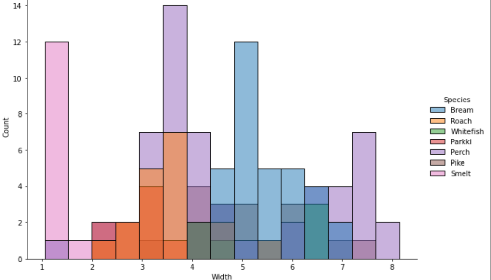 14
12
10
8
6
4
2
0
Count
1 2 3 4 5 6 7 8
Width
Species
Bream
Roach
Whitefish
Parkki
Perch
Pike
Smelt